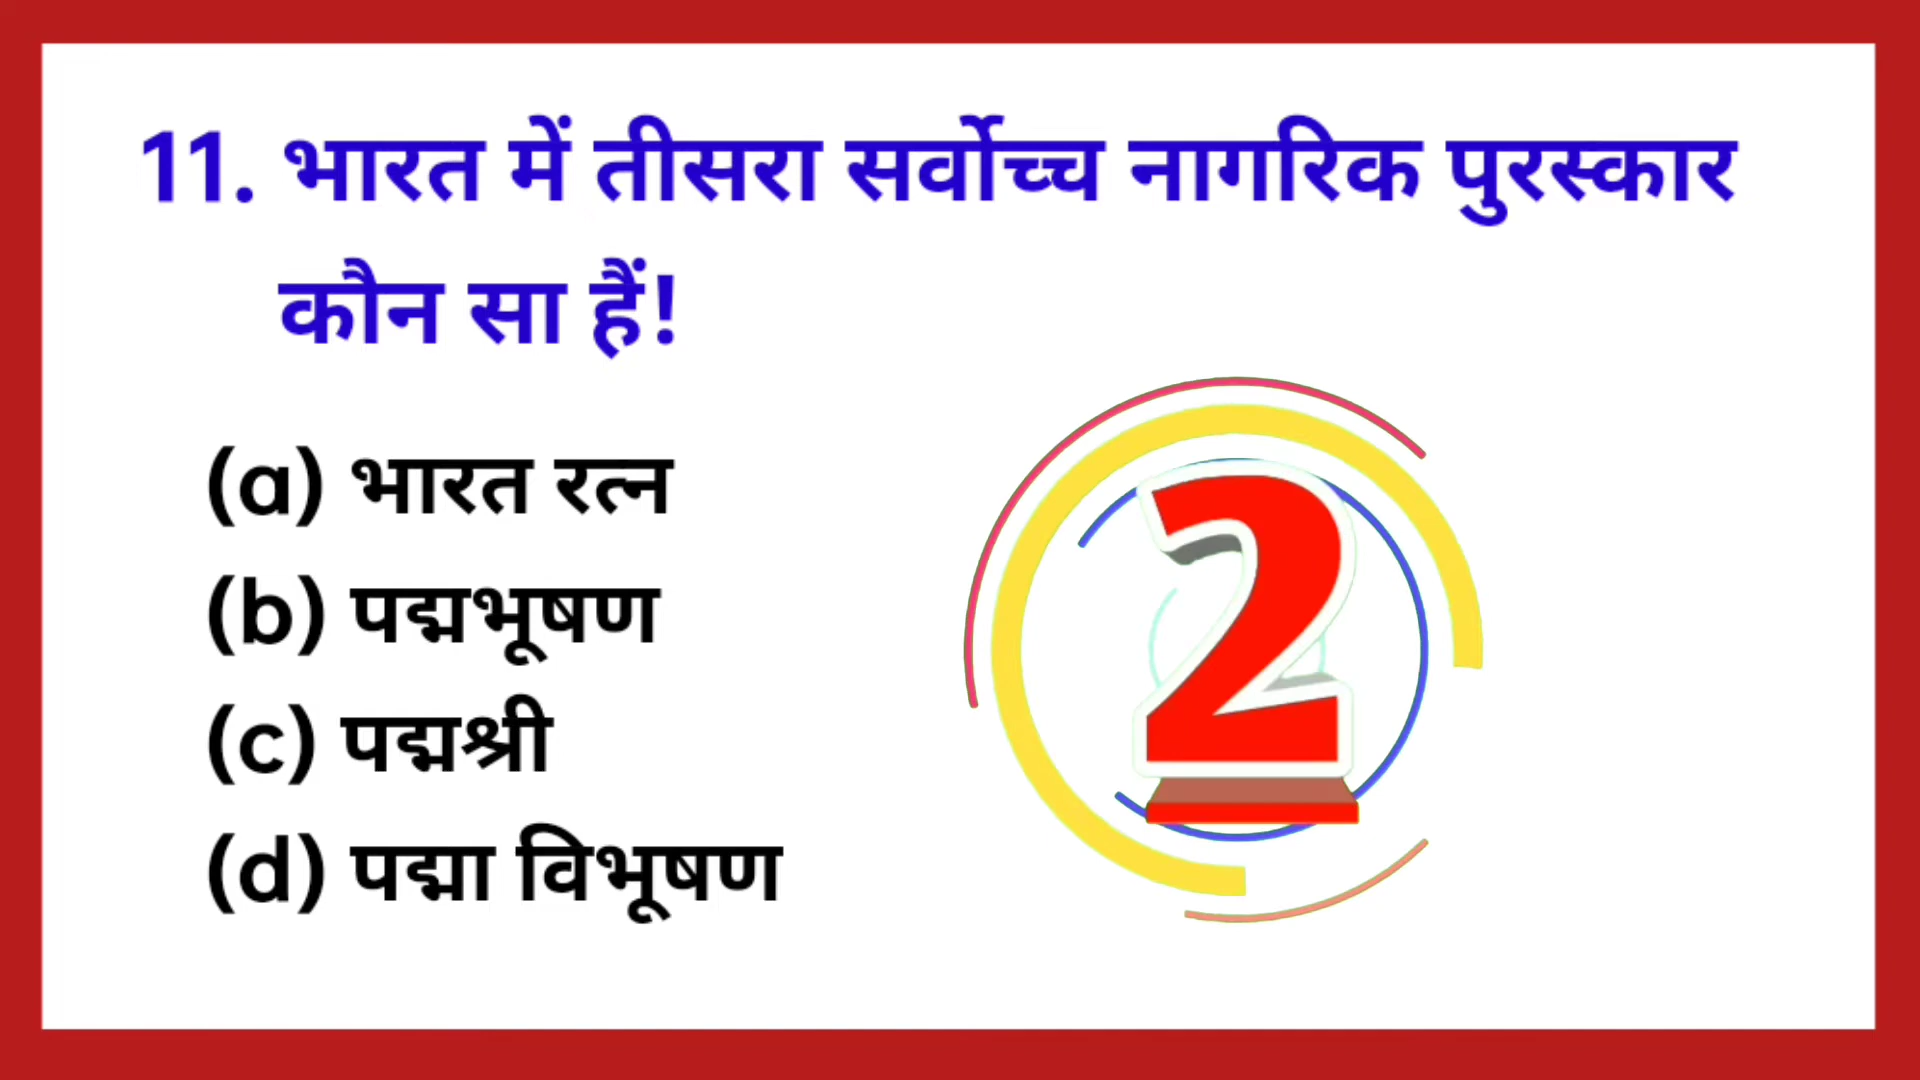 11. भारत में तीसरा सर्वोच्च नागरिक पुरस्कार
कौन सा हैं!
(a) भारत रत्न
(b) पद्मभूषण
(c) पद्मश्री
(d) पद्मा विभूषण
2